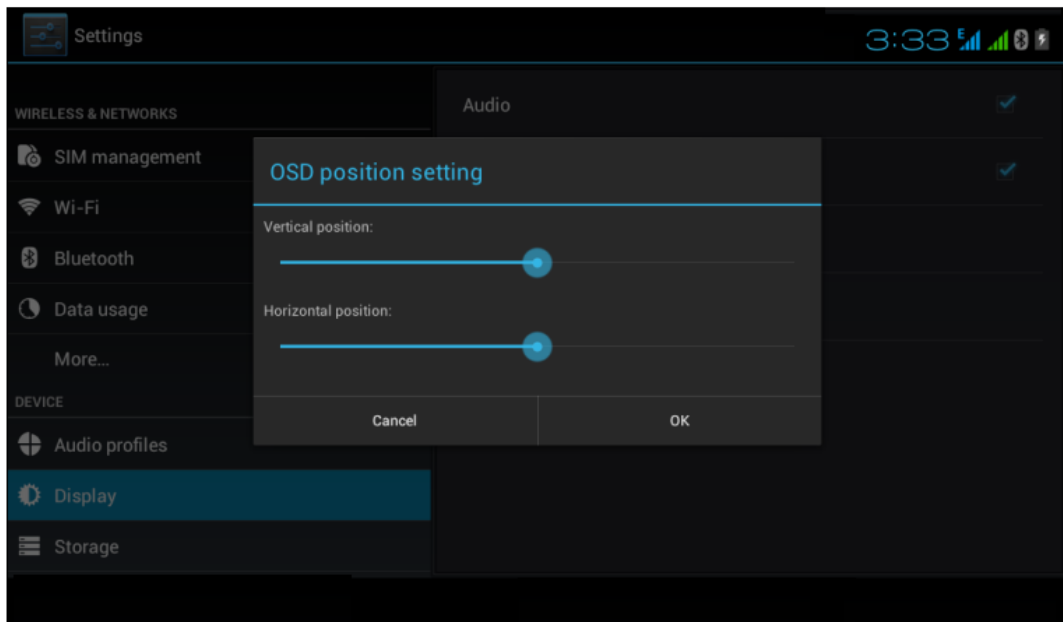 Settings
3:33
E
WIRELESS & NETWORKS
SIM management
Wi-Fi
Bluetooth
Data usage
More...
DEVICE
Audio profiles
Display
Storage
Audio
OSD position setting
Vertical position:
Horizontal position:
Cancel
OK